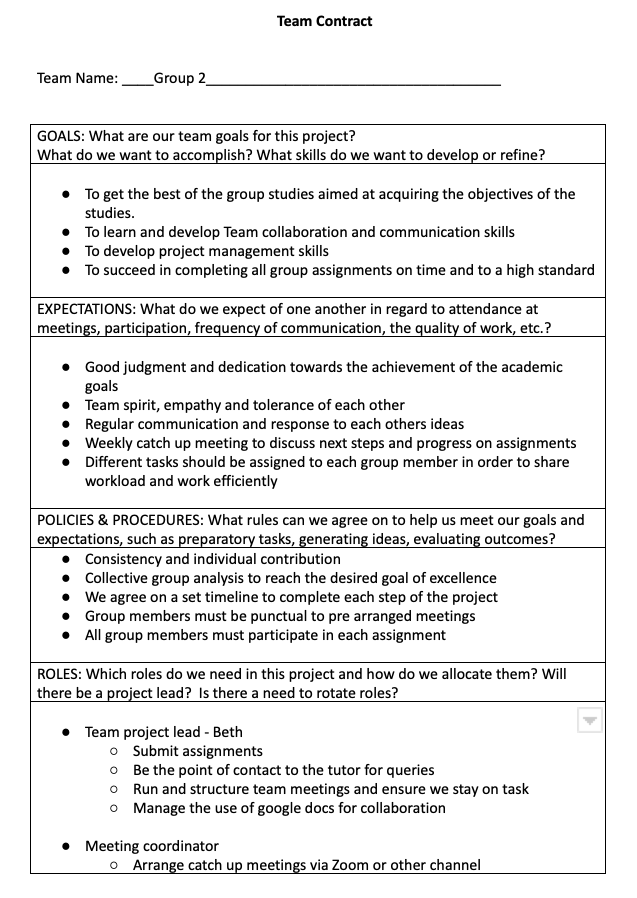 Team Contract
Team Name: ____Group 2______________________________________
GOALS: What are our team goals for this project?
What do we want to accomplish? What skills do we want to develop or refine?
● To get the best of the group studies aimed at acquiring the objectives of the
studies.
● To learn and develop Team collaboration and communication skills
● To develop project management skills
● To succeed in completing all group assignments on time and to a high standard
EXPECTATIONS: What do we expect of one another in regard to attendance at
meetings, participation, frequency of communication, the quality of work, etc.?
● Good judgment and dedication towards the achievement of the academic
goals
● Team spirit, empathy and tolerance of each other
● Regular communication and response to each others ideas
● Weekly catch up meeting to discuss next steps and progress on assignments
● Different tasks should be assigned to each group member in order to share
workload and work efficiently
POLICIES & PROCEDURES: What rules can we agree on to help us meet our goals and
expectations, such as preparatory tasks, generating ideas, evaluating outcomes?
● Consistency and individual contribution
● Collective group analysis to reach the desired goal of excellence
● We agree on a set timeline to complete each step of the project
● Group members must be punctual to pre arranged meetings
● All group members must participate in each assignment
ROLES: Which roles do we need in this project and how do we allocate them? Will
there be a project lead?  Is there a need to rotate roles?
● Team project lead - Beth
○ Submit assignments
○ Be the point of contact to the tutor for queries
○ Run and structure team meetings and ensure we stay on task
○ Manage the use of google docs for collaboration
● Meeting coordinator
○ Arrange catch up meetings via Zoom or other channel